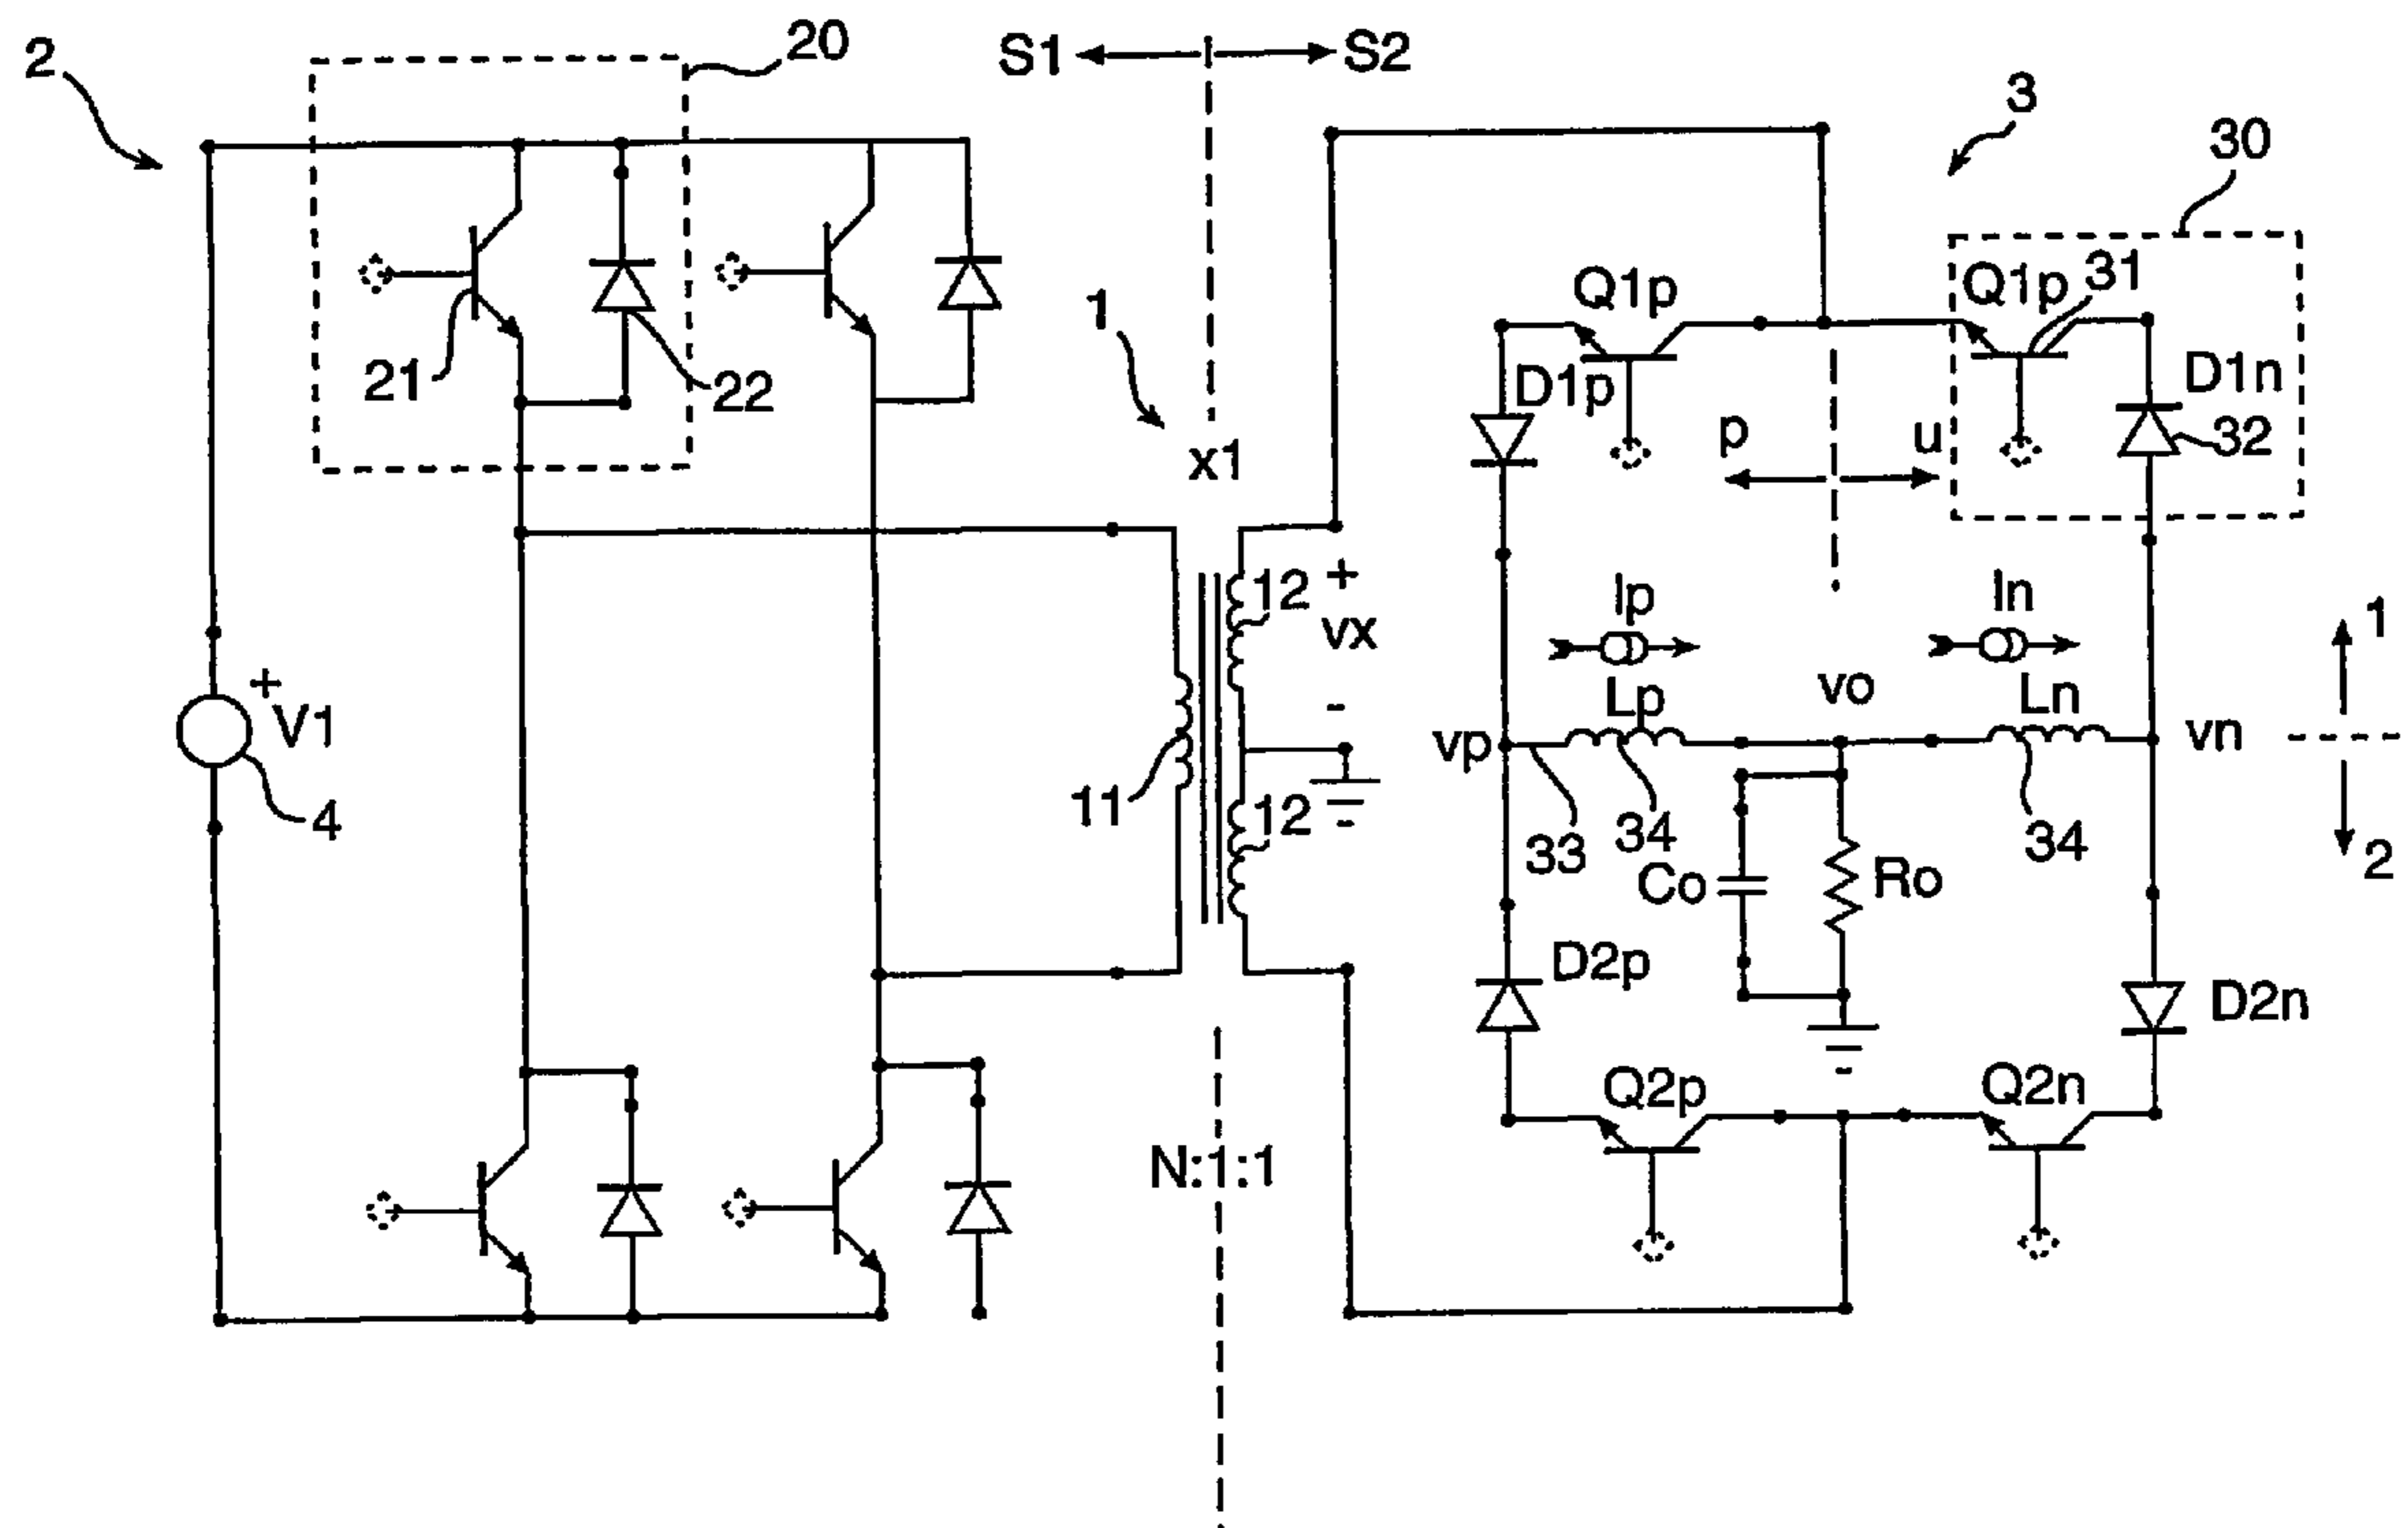 2
20
S1
S2
3
30
Q1p
Q1p
31
21
22
1
D1p
D1n
x1
p
u
32
12
+
vx
Ip
In
1
+
V1
-
Lp
vo
Ln
vp
vn
11
4
12
33
34
Co
Ro
34
2
D2p
D2n
Q2p
Q2n
N:1:1